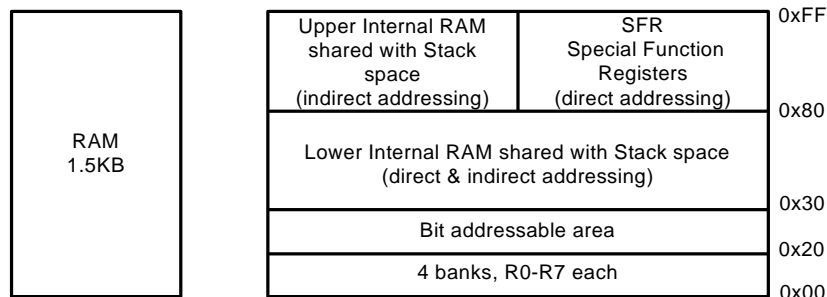 RAM
1.5KB
Upper Internal RAM
shared with Stack
space
(indirect addressing)
SFR
Special Function
Registers
(direct addressing)
0xFF
0x80
Lower Internal RAM shared with Stack space
(direct & indirect addressing)
0x30
Bit addressable area
0x20
4 banks, R0-R7 each
0x00